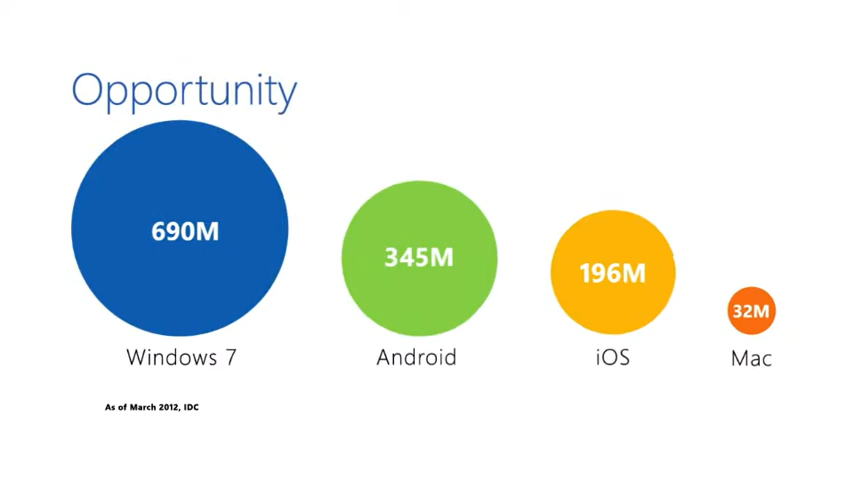 Opportunity
690M
345M
196M
32M
Windows 7
Android
iOS
Mac
As of March 2012, IDC